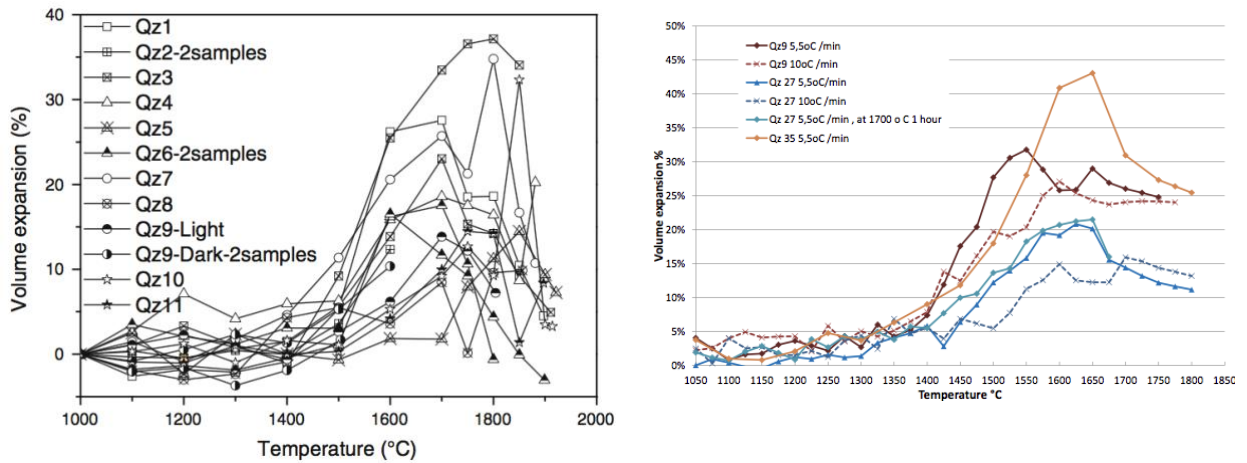 40
30
20
10
0
Volume expansion (%)
Qz1
Qz2-2samples
Qz3
Qz4
Qz5
Qz6-2samples
Qz7
Qz8
Qz9-Light
Qz9-Dark-2samples
Qz10
Qz11
1000 1200 1400 1600 1800 2000
Temperature (°C)
50%
45%
40%
35%
30%
25%
20%
15%
10%
5%
0%
Volume expansion %
Qz9 5,5oC /min
Qz9 10oC /min
Qz 27 5,5oC /min
Qz 27 10oC /min
Qz 27 5,5oC /min , at 1700 o C 1 hour
Qz 35 5,5oC /min
1050 1100 1150 1200 1250 1300 1350 1400 1450 1500 1550 1600 1650 1700 1750 1800 1850
Temperature °C